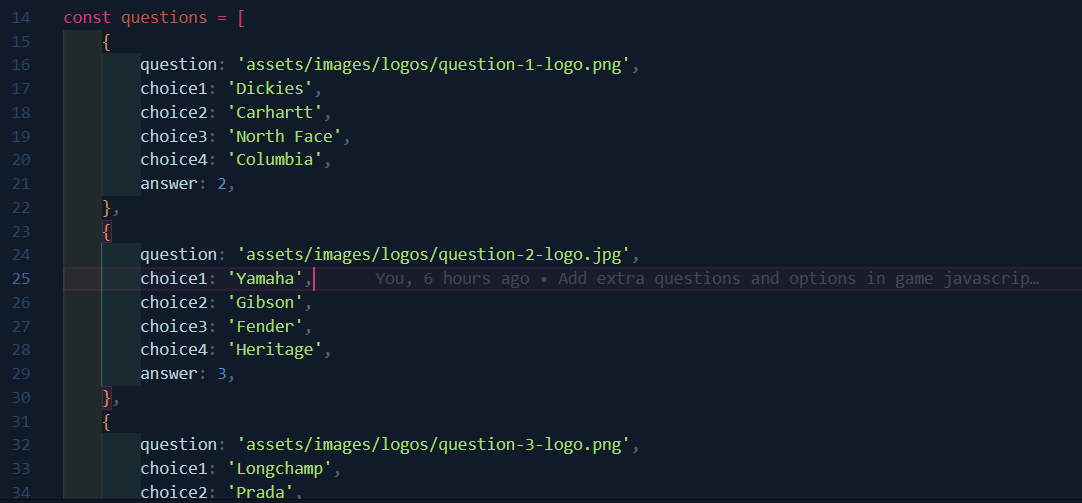 14 const questions = [
15 {
16 question: 'assets/images/logos/question-1-logo.png',
17 choice1: 'Dickies',
18 choice2: 'Carhartt',
19 choice3: 'North Face',
20 choice4: 'Columbia',
21 answer: 2,
22 },
23 {
24 question: 'assets/images/logos/question-2-logo.jpg',
25 choice1: 'Yamaha', You, 6 hours ago • Add extra questions and options in game javascrip…
26 choice2: 'Gibson',
27 choice3: 'Fender',
28 choice4: 'Heritage',
29 answer: 3,
30 },
31 {
32 question: 'assets/images/logos/question-3-logo.png',
33 choice1: 'Longchamp',
34 choice2: 'Prada',